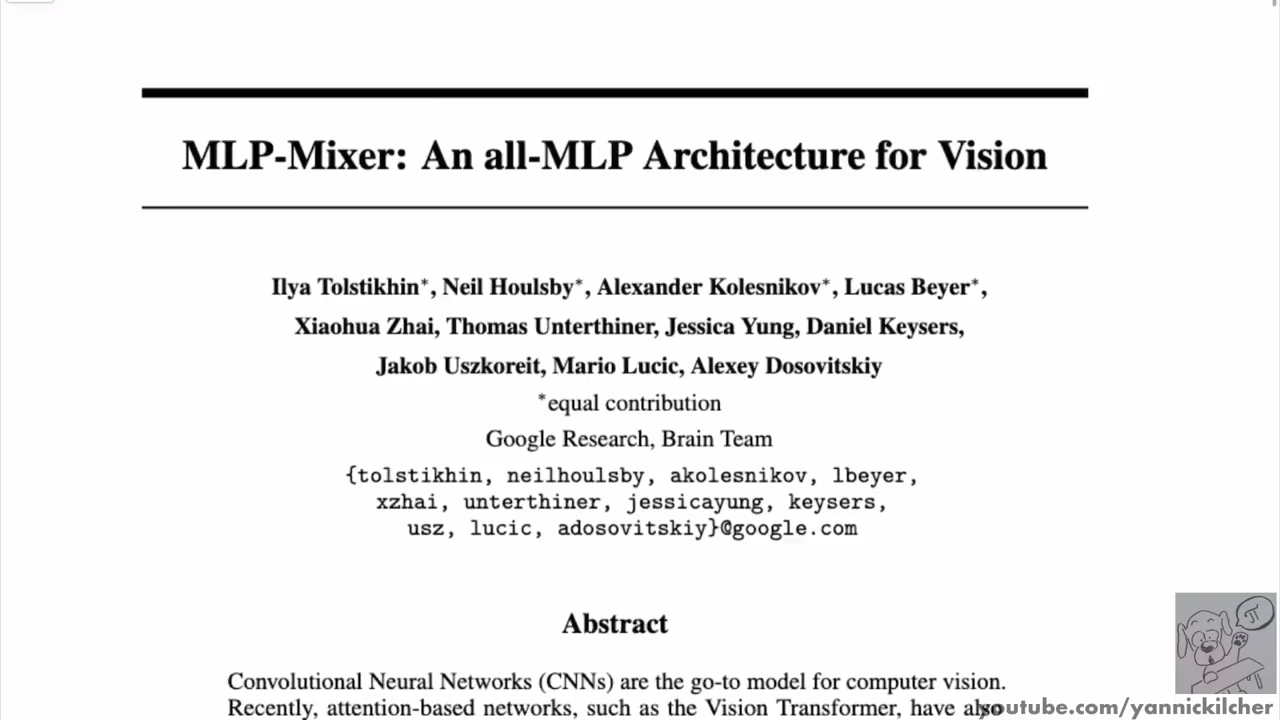 MLP-Mixer: An all-MLP Architecture for Vision
Ilya Tolstikhin*, Neil Houlsby*, Alexander Kolesnikov*, Lucas Beyer*,
Xiaohua Zhai, Thomas Unterthiner, Jessica Yung, Daniel Keysers,
Jakob Uszkoreit, Mario Lucic, Alexey Dosovitskiy
*equal contribution
Google Research, Brain Team
{tolstikhin, neilhoulsby, akolesnikov, lbeyer,
xzhai, unterthiner, jessicayung, keysers,
usz, lucic, adosovitskiy}@google.com
Abstract
Convolutional Neural Networks (CNNs) are the go-to model for computer vision.
Recently, attention-based networks, such as the Vision Transformer, have also
π
youtube.com/yannickilcher